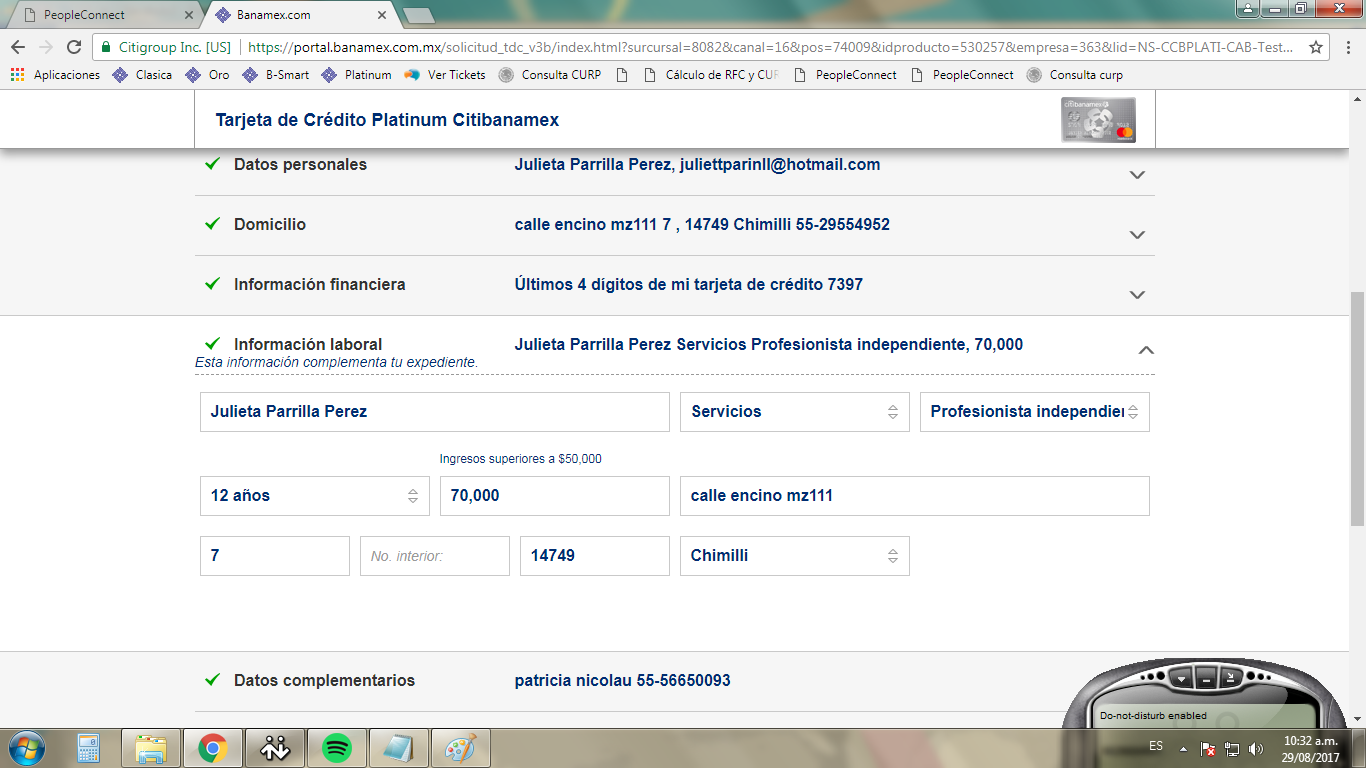 PeopleConnect
Banamex.com
Citigroup Inc. [US] https://portal.banamex.com.mx/solicitud_tdc_v3b/index.html?surcursal=8082&canal=16&pos=74009&idproducto=530257&empresa=363&lid=NS-CCBPLATI-CAB-Test...
Aplicaciones Clasica Oro B-Smart Platinum Ver Tickets Consulta CURP Cálculo de RFC y CUR PeopleConnect PeopleConnect Consulta curp
Tarjeta de Crédito Platinum Citibanamex
citibanamex
Datos personales Julieta Parrilla Perez, juliettparinll@hotmail.com
Domicilio calle encino mz111 7 , 14749 Chimilli 55-29554952
Información financiera Últimos 4 dígitos de mi tarjeta de crédito 7397
Información laboral Julieta Parrilla Perez Servicios Profesionista independiente, 70,000
Esta información complementa tu expediente.
Julieta Parrilla Perez Servicios Profesionista independier
Ingresos superiores a $50,000
12 años 70,000 calle encino mz111
7 No. interior: 14749 Chimilli
Datos complementarios patricia nicolau 55-56650093
Do-not-disturb enabled
ES 10:32 a.m.
29/08/2017